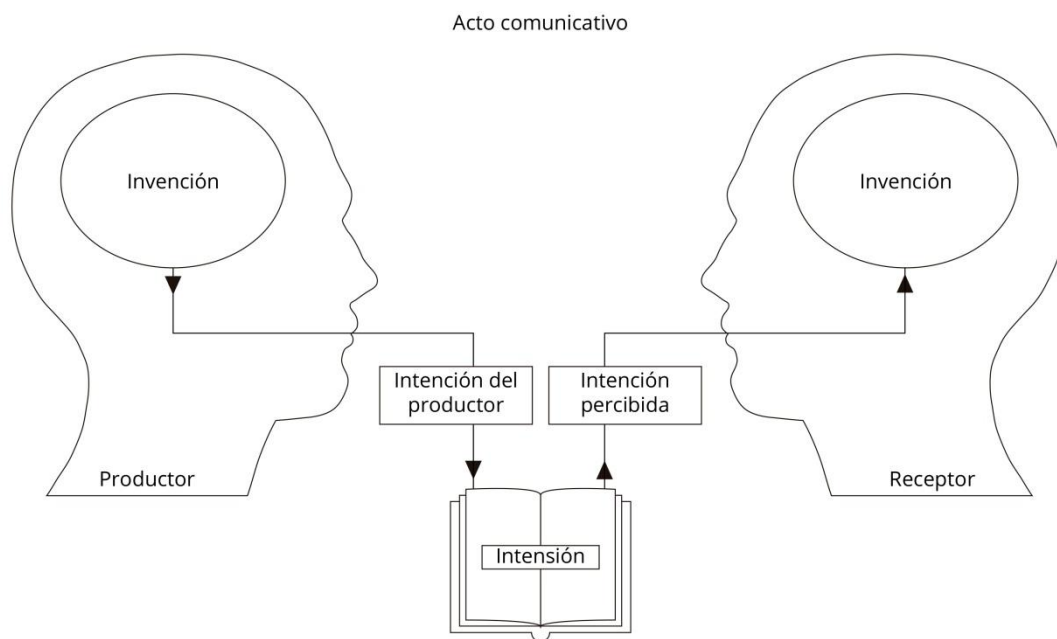 Acto comunicativo
Invención
Invención
Intención del
productor
Intención
percibida
Productor
Receptor
Intensión